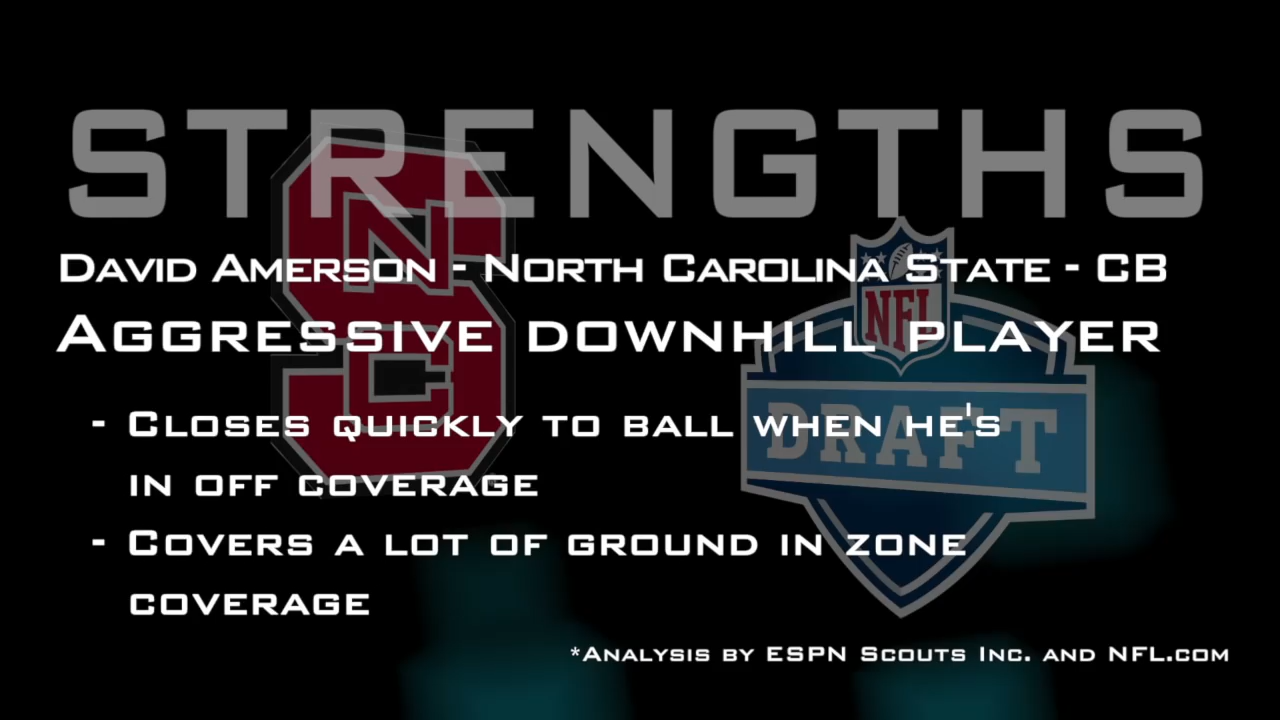 STRENGTHS
David Amerson - North Carolina State - CB
Aggressive downhill player
- Closes quickly to ball when he's
in off coverage
- Covers a lot of ground in zone
coverage
*Analysis by ESPN Scouts Inc. and NFL.com
NCS
NFL
DRAFT